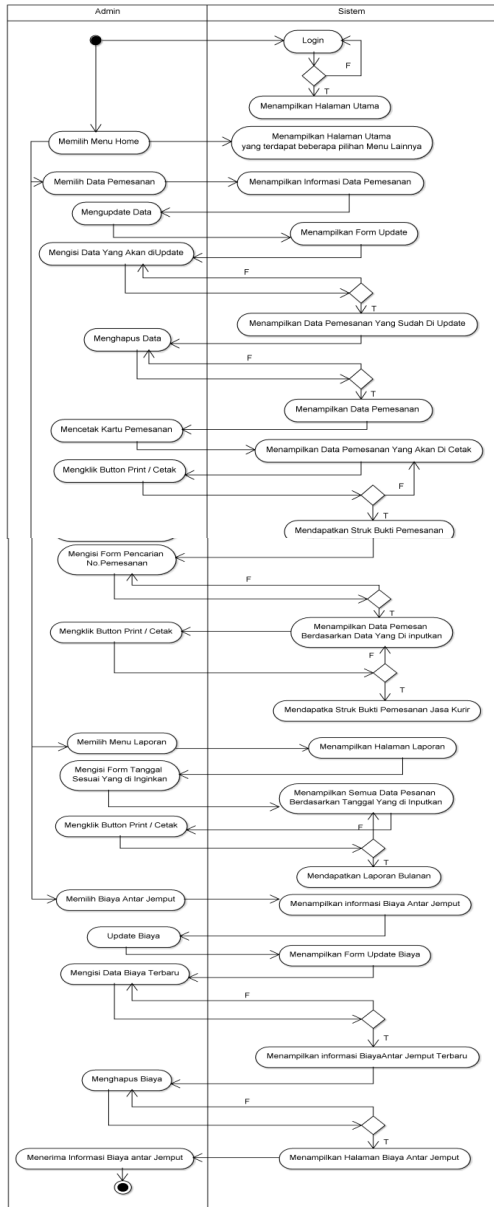 Admin
Sistem
Login
F
T
Menampilkan Halaman Utama
Memilih Menu Home
Menampilkan Halaman Utama
yang terdapat beberapa pilihan Menu Lainnya
Memilih Data Pemesanan
Menampilkan Informasi Data Pemesanan
Mengupdate Data
Menampilkan Form Update
Mengisi Data Yang Akan diUpdate
F
T
Menampilkan Data Pemesanan Yang Sudah Di Update
Menghapus Data
F
T
Menampilkan Data Pemesanan
Mencetak Kartu Pemesanan
Menampilkan Data Pemesanan Yang Akan Di Cetak
Mengklik Button Print / Cetak
F
T
Mendapatkan Struk Bukti Pemesanan
Mengisi Form Pencarian
No.Pemesanan
F
T
Menampilkan Data Pemesan
Berdasarkan Data Yang Di inputkan
Mengklik Button Print / Cetak
F
T
Mendapatka Struk Bukti Pemesanan Jasa Kurir
Memilih Menu Laporan
Menampilkan Halaman Laporan
Mengisi Form Tanggal
Sesuai Yang di Inginkan
Menampilkan Semua Data Pesanan
Berdasarkan Tanggal Yang di Inputkan
Mengklik Button Print / Cetak
F
T
Mendapatkan Laporan Bulanan
Memilih Biaya Antar Jemput
Menampilkan informasi Biaya Antar Jemput
Update Biaya
Menampilkan Form Update Biaya
Mengisi Data Biaya Terbaru
F
T
Menampilkan informasi BiayaAntar Jemput Terbaru
Menghapus Biaya
F
T
Menerima Informasi Biaya antar Jemput
Menampilkan Halaman Biaya Antar Jemput